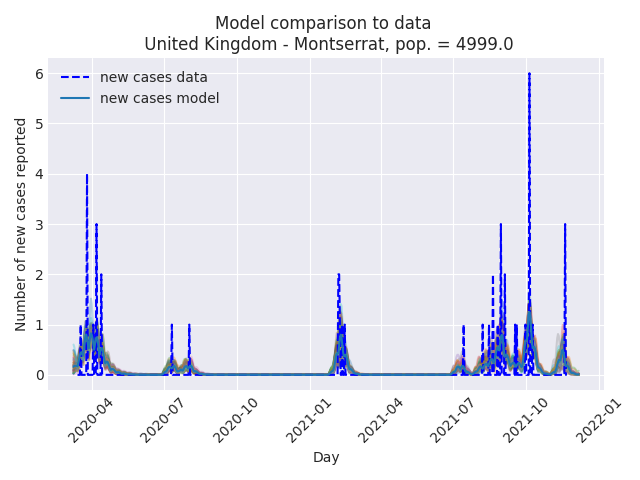 Model comparison to data
United Kingdom - Montserrat, pop. = 4999.0
new cases data
new cases model
Number of new cases reported
6
5
4
3
2
1
0
2020-04
2020-07
2020-10
2021-01
2021-04
2021-07
2021-10
2022-01
Day